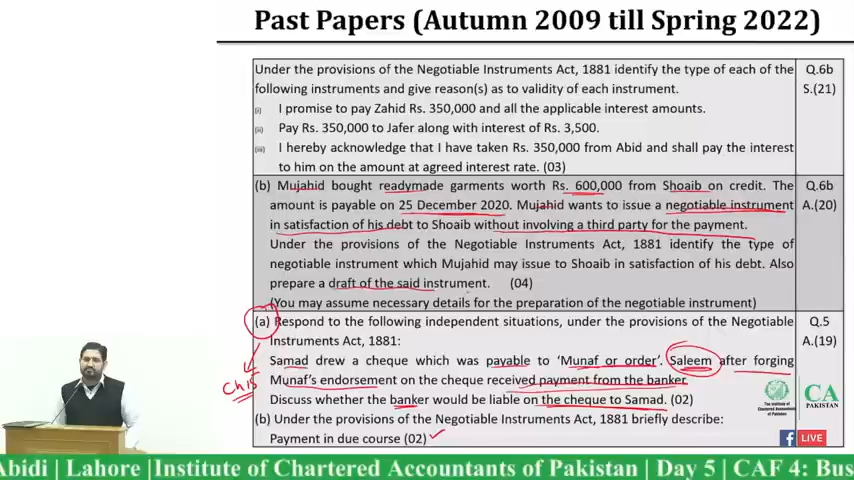 Past Papers (Autumn 2009 till Spring 2022)
Under the provisions of the Negotiable Instruments Act, 1881 identify the type of each of the
following instruments and give reason(s) as to validity of each instrument.
(i) I promise to pay Zahid Rs. 350,000 and all the applicable interest amounts.
(ii) Pay Rs. 350,000 to Jafer along with interest of Rs. 3,500.
(iii) I hereby acknowledge that I have taken Rs. 350,000 from Abid and shall pay the interest
to him on the amount at agreed interest rate. (03)
Q.6b
S.(21)
(b) Mujahid bought readymade garments worth Rs. 600,000 from Shoaib on credit. The
amount is payable on 25 December 2020. Mujahid wants to issue a negotiable instrument
in satisfaction of his debt to Shoaib without involving a third party for the payment.
Under the provisions of the Negotiable Instruments Act, 1881 identify the type of
negotiable instrument which Mujahid may issue to Shoaib in satisfaction of his debt. Also
prepare a draft of the said instrument. (04)
(You may assume necessary details for the preparation of the negotiable instrument)
Q.6b
A.(20)
(a) Respond to the following independent situations, under the provisions of the Negotiable
Instruments Act, 1881:
Samad drew a cheque which was payable to ‘Munaf or order’. Saleem after forging
Munaf’s endorsement on the cheque received payment from the banker.
Discuss whether the banker would be liable on the cheque to Samad. (02)
(b) Under the provisions of the Negotiable Instruments Act, 1881 briefly describe:
Payment in due course (02)
Q.5
A.(19)
Ch15
The Institute of
Chartered Accountants
of Pakistan
CA
PAKISTAN
f LIVE
Abidi | Lahore |Institute of Chartered Accountants of Pakistan | Day 5 | CAF 4: Bus